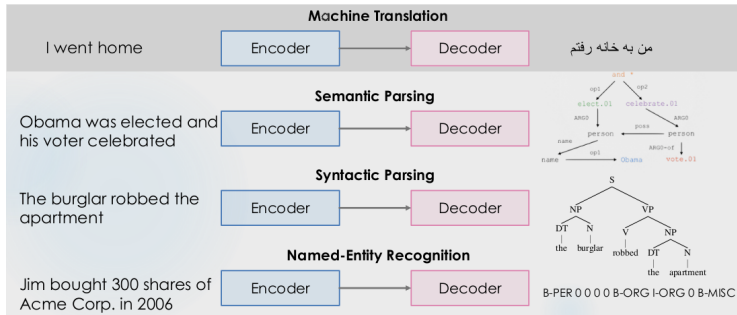 Machine Translation
I went home
Encoder
Decoder
من به خانه رفتم
Semantic Parsing
Obama was elected and
his voter celebrated
Encoder
Decoder
and *
op1
op2
elect.01
celebrate.01
ARG0
ARG0
person
poss
person
name
ARG0-of
name
op1
Obama
vote.01
Syntactic Parsing
The burglar robbed the
apartment
Encoder
Decoder
S
NP
VP
DT
N
V
NP
the
burglar
robbed
DT
N
the
apartment
Named-Entity Recognition
Jim bought 300 shares of
Acme Corp. in 2006
Encoder
Decoder
B-PER 0 0 0 0 B-ORG I-ORG 0 B-MISC